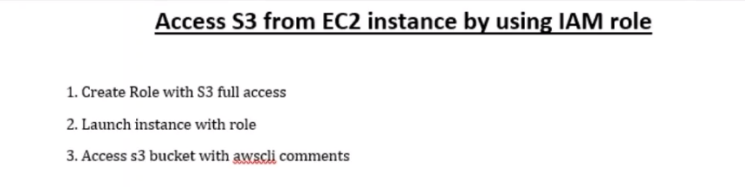 Access S3 from EC2 instance by using IAM role
1. Create Role with S3 full access
2. Launch instance with role
3. Access s3 bucket with awscli comments